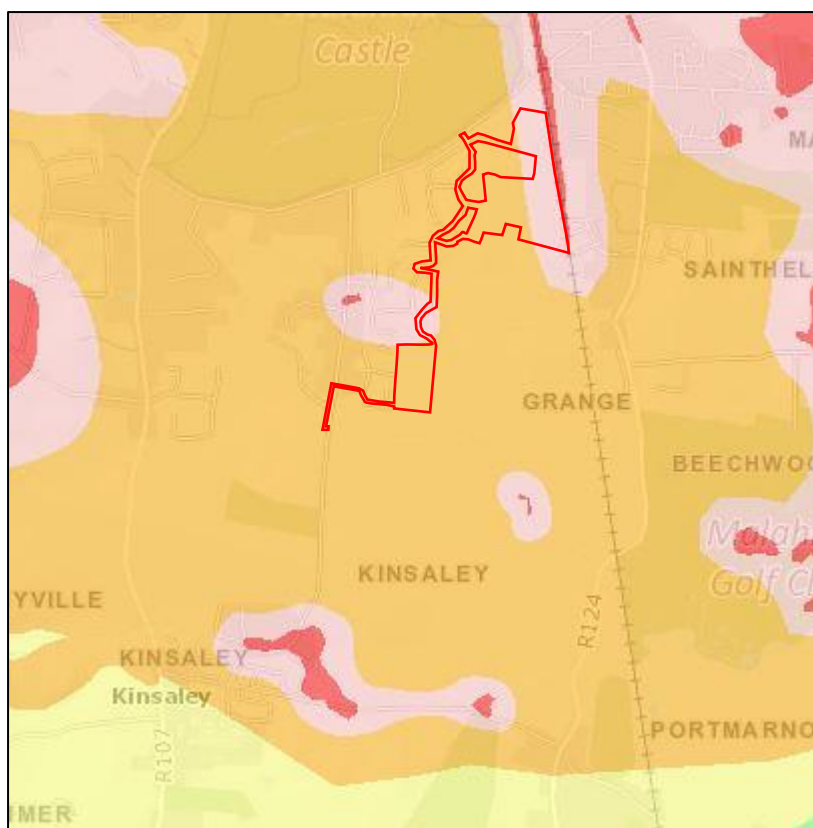 Castle
MA
SAINTHEL
GRANGE
BEECHWOO
Malah
Golf Cl
KINSALEY
YVILLE
R124
KINSALEY
Kinsaley
R107
PORTMARNO
IMER